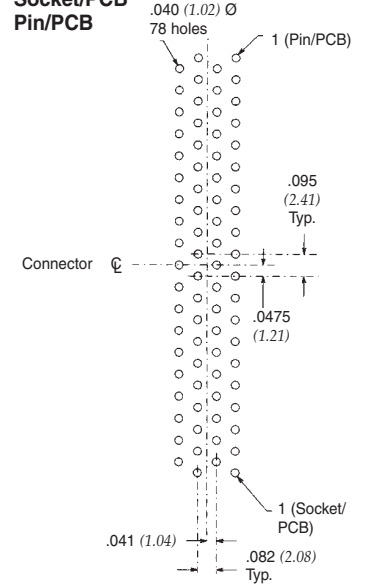 Socket/PCB
Pin/PCB
.040 (1.02) Ø
78 holes
1 (Pin/PCB)
.095
(2.41)
Typ.
Connector ℄
.0475
(1.21)
1 (Socket/
PCB)
.041 (1.04)
.082 (2.08)
Typ.